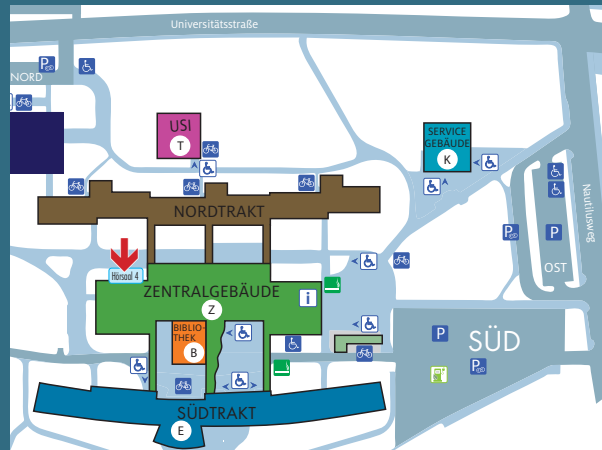 Universitätsstraße
P
NORD
USI
T
SERVICE
GEBÄUDE
K
Nautilusweg
NORDTRAKT
P
P
OST
Hörsaal 4
ZENTRALGEBÄUDE
i
Z
BIBLIO-
THEK
B
P
SÜD
P
SÜDTRAKT
E